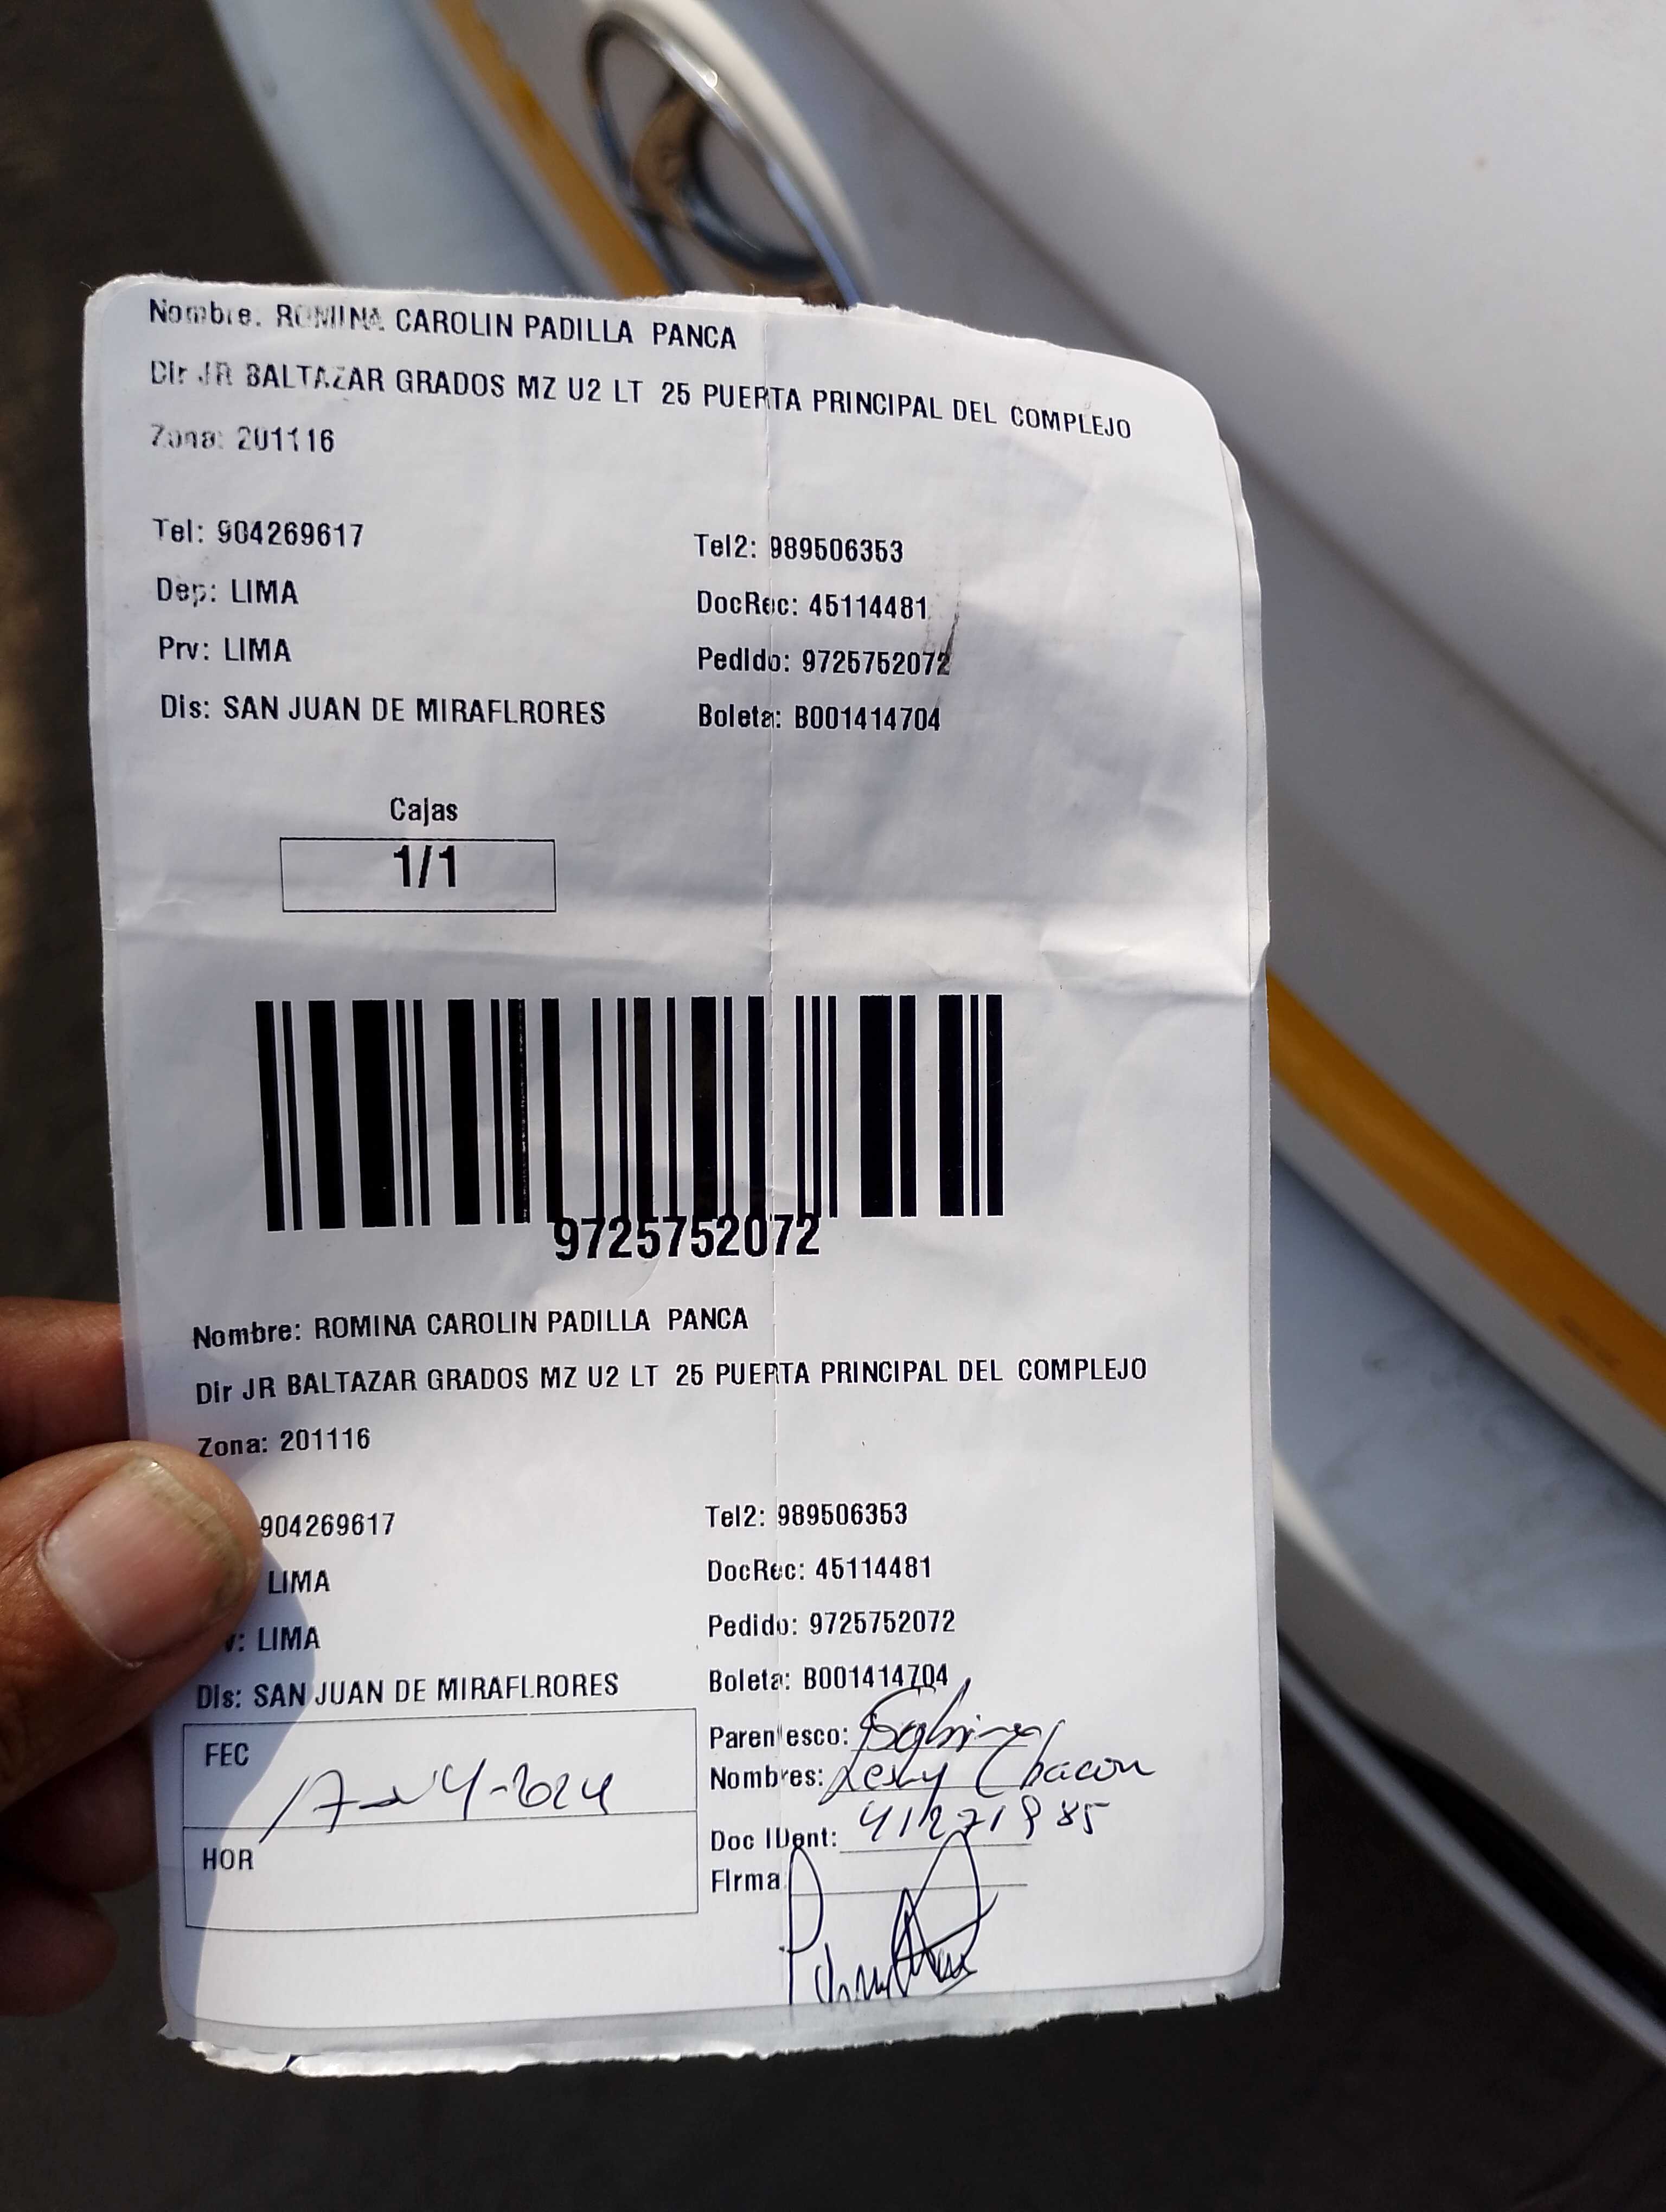 Nombre. ROMINA CAROLIN PADILLA PANCA
Dir JR BALTAZAR GRADOS MZ U2 LT 25 PUERTA PRINCIPAL DEL COMPLEJO
Zona: 201116
Tel: 904269617 Tel2: 989506353
Dep: LIMA DocRec: 45114481
Prv: LIMA Pedido: 9725752072
Dis: SAN JUAN DE MIRAFLRORES Boleta: B001414704
Cajas
1/1
9725752072
Nombre: ROMINA CAROLIN PADILLA PANCA
Dir JR BALTAZAR GRADOS MZ U2 LT 25 PUERTA PRINCIPAL DEL COMPLEJO
Zona: 201116
904269617 Tel2: 989506353
LIMA DocRec: 45114481
v: LIMA Pedido: 9725752072
Dis: SAN JUAN DE MIRAFLRORES Boleta: B001414704
FEC
HOR
Parentesco:
Nombres: Lesly Chacon
Doc IDent: 41271985
Firma